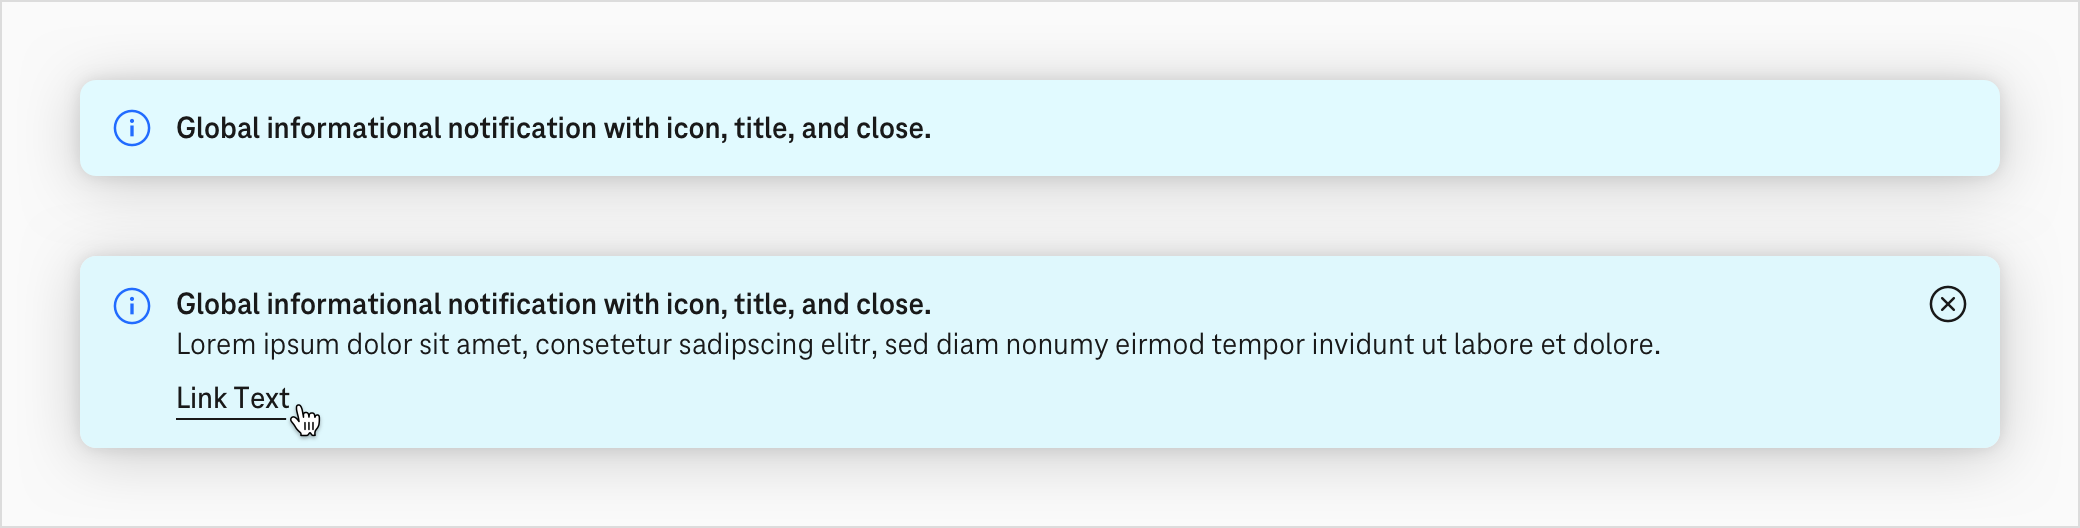 Global informational notification with icon, title, and close.
Global informational notification with icon, title, and close.
Lorem ipsum dolor sit amet, consetetur sadipscing elitr, sed diam nonumy eirmod tempor invidunt ut labore et dolore.
Link Text